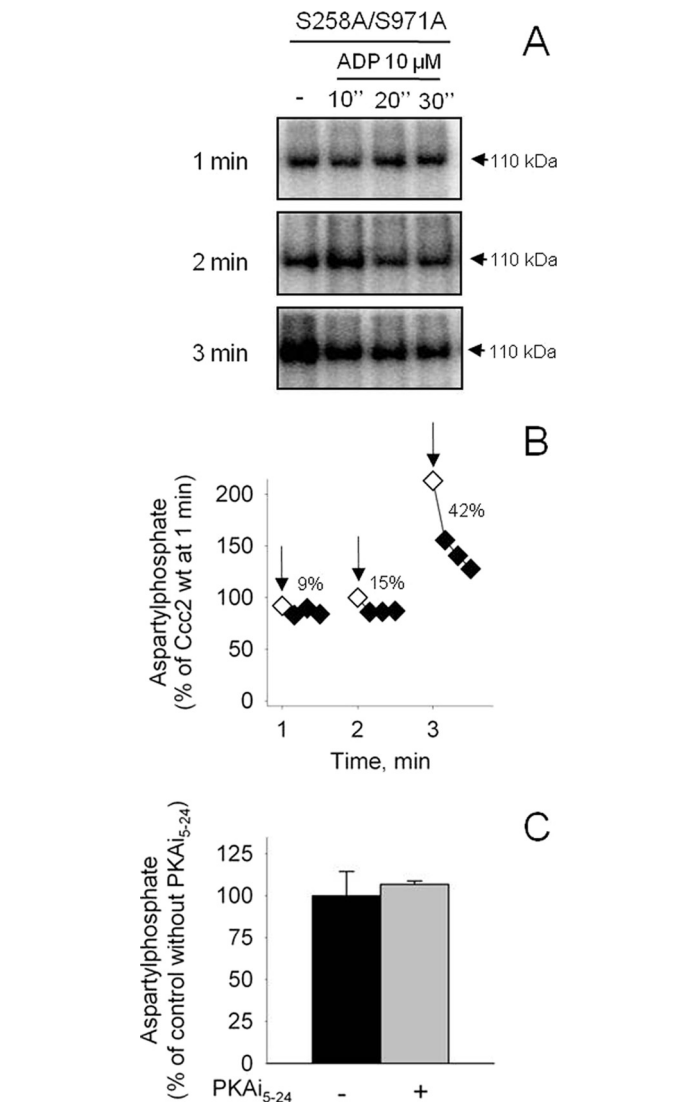 S258A/S971A
A
ADP 10 µM
- 10” 20” 30”
1 min
110 kDa
2 min
110 kDa
3 min
110 kDa
B
Aspartylphosphate
(% of Ccc2 wt at 1 min)
200
150
100
50
0
9%
15%
42%
1 2 3
Time, min
C
Aspartylphosphate
(% of control without PKAi5-24)
125
100
75
50
25
0
PKAi5-24 - +